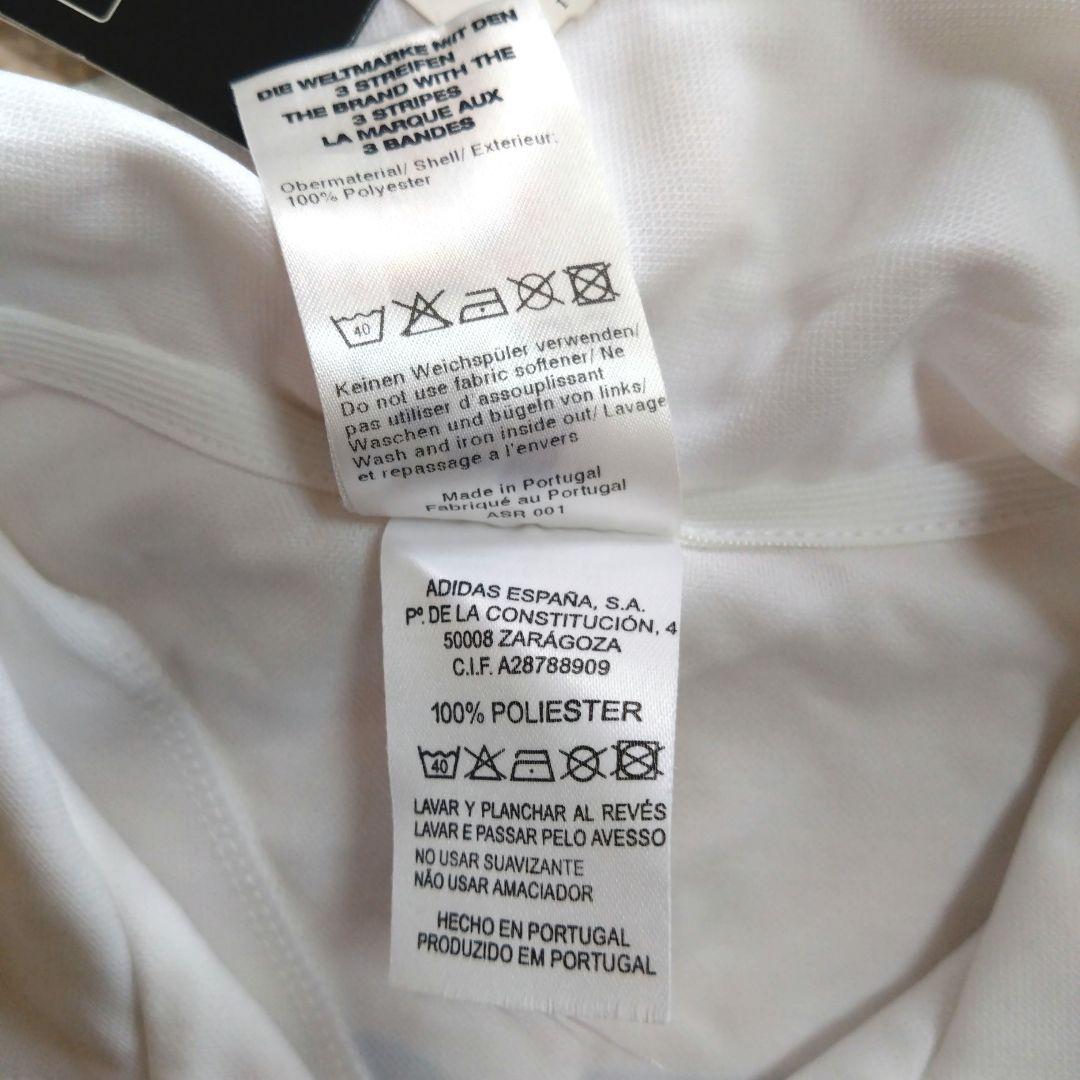 DIE WELTMARKE MIT DEN
3 STREIFEN
THE BRAND WITH THE
3 STRIPES
LA MARQUE AUX
3 BANDES
Obermaterial/ Shell/ Exterieur:
100% Polyester
40
Keinen Weichspüler verwenden/
Do not use fabric softener/ Ne
pas utiliser d assouplissant
Waschen und bügeln von links/
Wash and iron inside out/ Lavage
et repassage a l'envers
Made in Portugal
Fabriqué au Portugal
ASR 001
ADIDAS ESPAÑA, S.A.
Pº. DE LA CONSTITUCIÓN, 4
50008 ZARÁGOZA
C.I.F. A28788909
100% POLIESTER
40
LAVAR Y PLANCHAR AL REVÉS
LAVAR E PASSAR PELO AVESSO
NO USAR SUAVIZANTE
NÃO USAR AMACIADOR
HECHO EN PORTUGAL
PRODUZIDO EM PORTUGAL